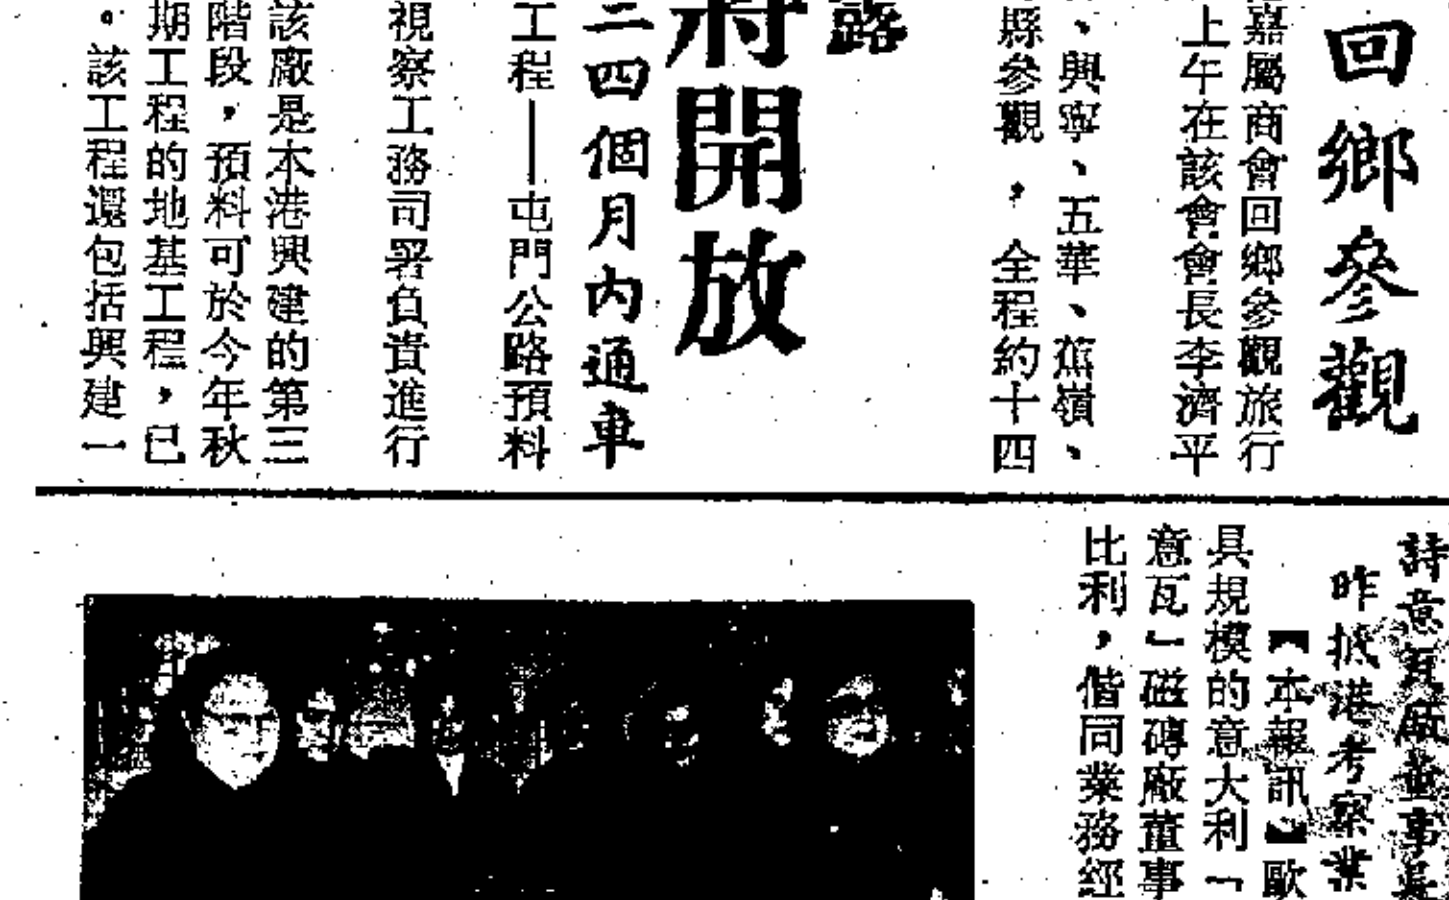 回鄉參觀
嘉屬商會回鄉參觀旅行
上午在該會會長李濟平
、興寧、五華、蕉嶺、
縣參觀，全程約十四
路
將開放
三四個月內通車
工程——屯門公路預料
視察工務司署負責進行
該廠是本港興建的第三
階段，預料可於今年秋
期工程的地基工程，已
。該工程還包括興建一
詩意瓦廠董事長
昨抵港考察業
【本報訊】歐
具規模的意大利「
意瓦」磁磚廠董事
比利，偕同業務經